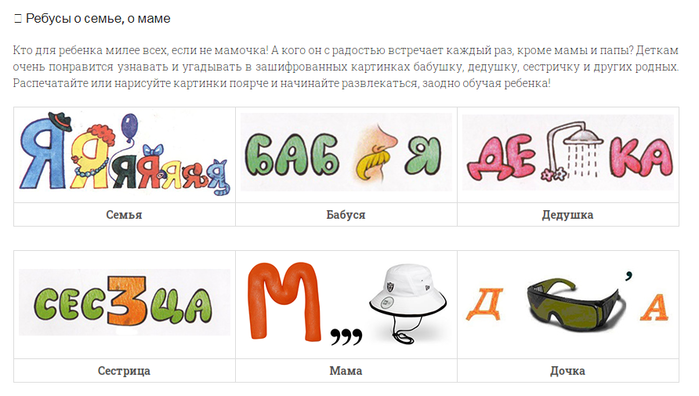 Ребусы о семье, о маме
Кто для ребенка милее всех, если не мамочка! А кого он с радостью встречает каждый раз, кроме мамы и папы? Деткам
очень понравится узнавать и угадывать в зашифрованных картинках бабушку, дедушку, сестричку и других родных.
Распечатайте или нарисуйте картинки поярче и начинайте развлекаться, заодно обучая ребенка!
Я Я Я Я Я Я Я
БАБ Я
ДЕ КА
Семья Бабуся Дедушка
СЕС3ЦА
М ,,,
Д ’ А
Сестрица Мама Дочка